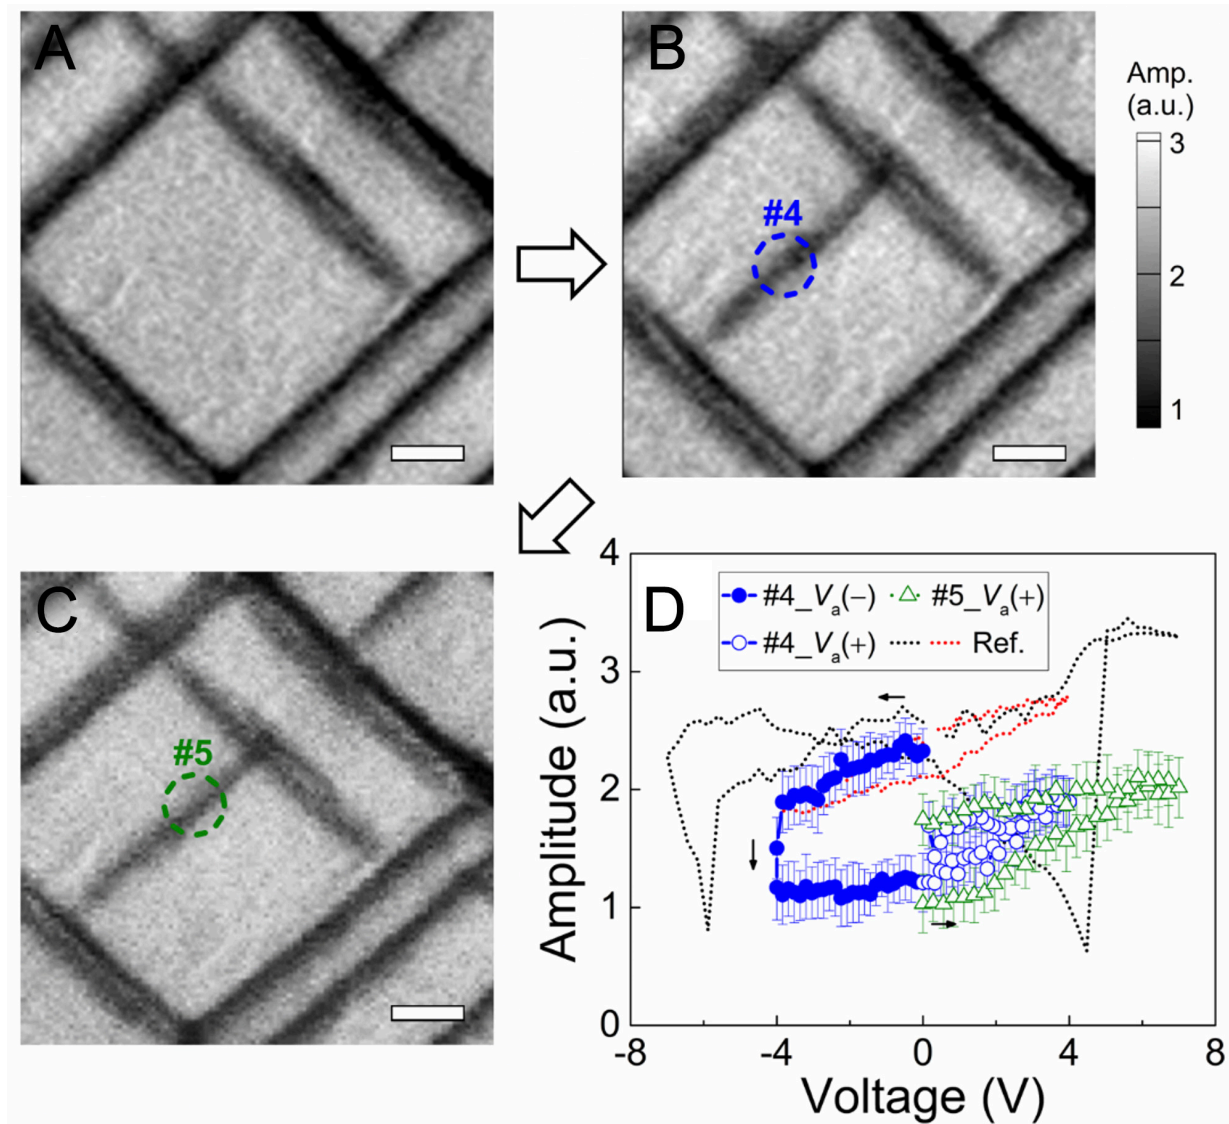 A
B
Amp.
(a.u.)
3
2
1
#4
C
#5
D
#4_Va(−)
#5_Va(+)
#4_Va(+)
Ref.
Amplitude (a.u.)
4
3
2
1
0
-8
-4
0
4
8
Voltage (V)